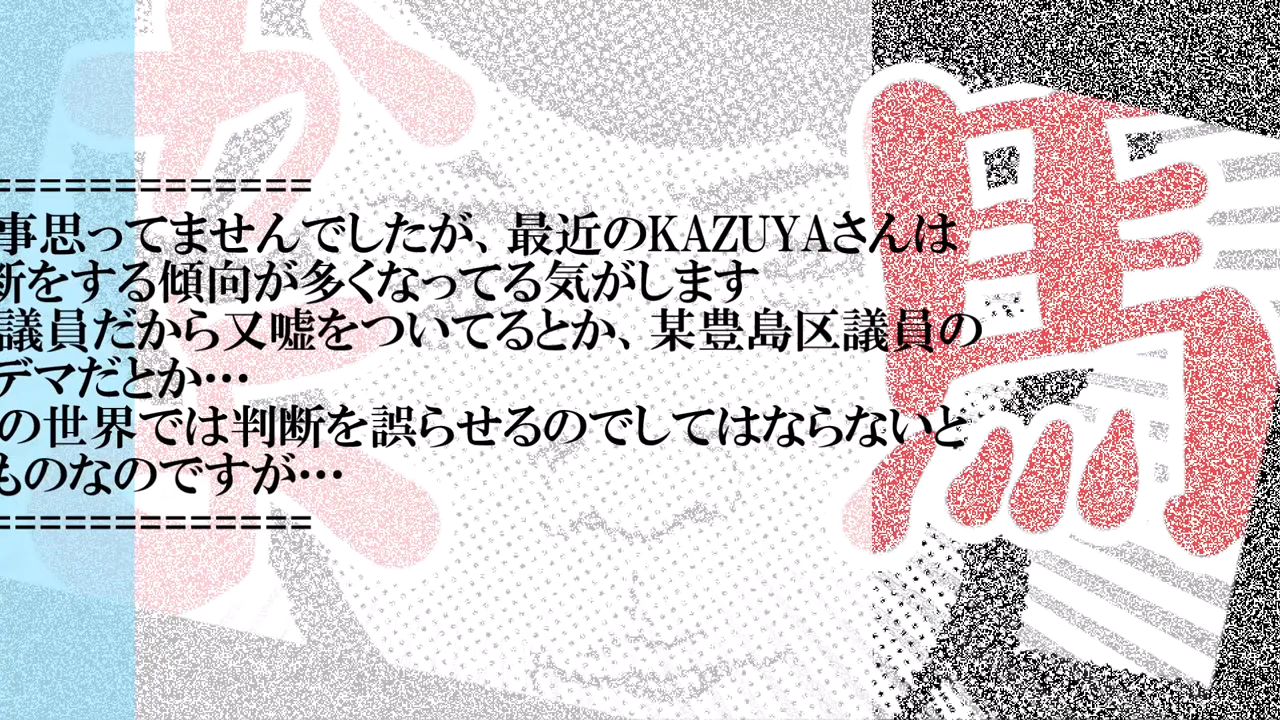 =============
事思ってませんでしたが、最近のKAZUYAさんは
断をする傾向が多くなってる気がします
議員だから又嘘をついてるとか、某豊島区議員の
デマだとか…
の世界では判断を誤らせるのでしてはならないと
ものなのですが…
=============
馬